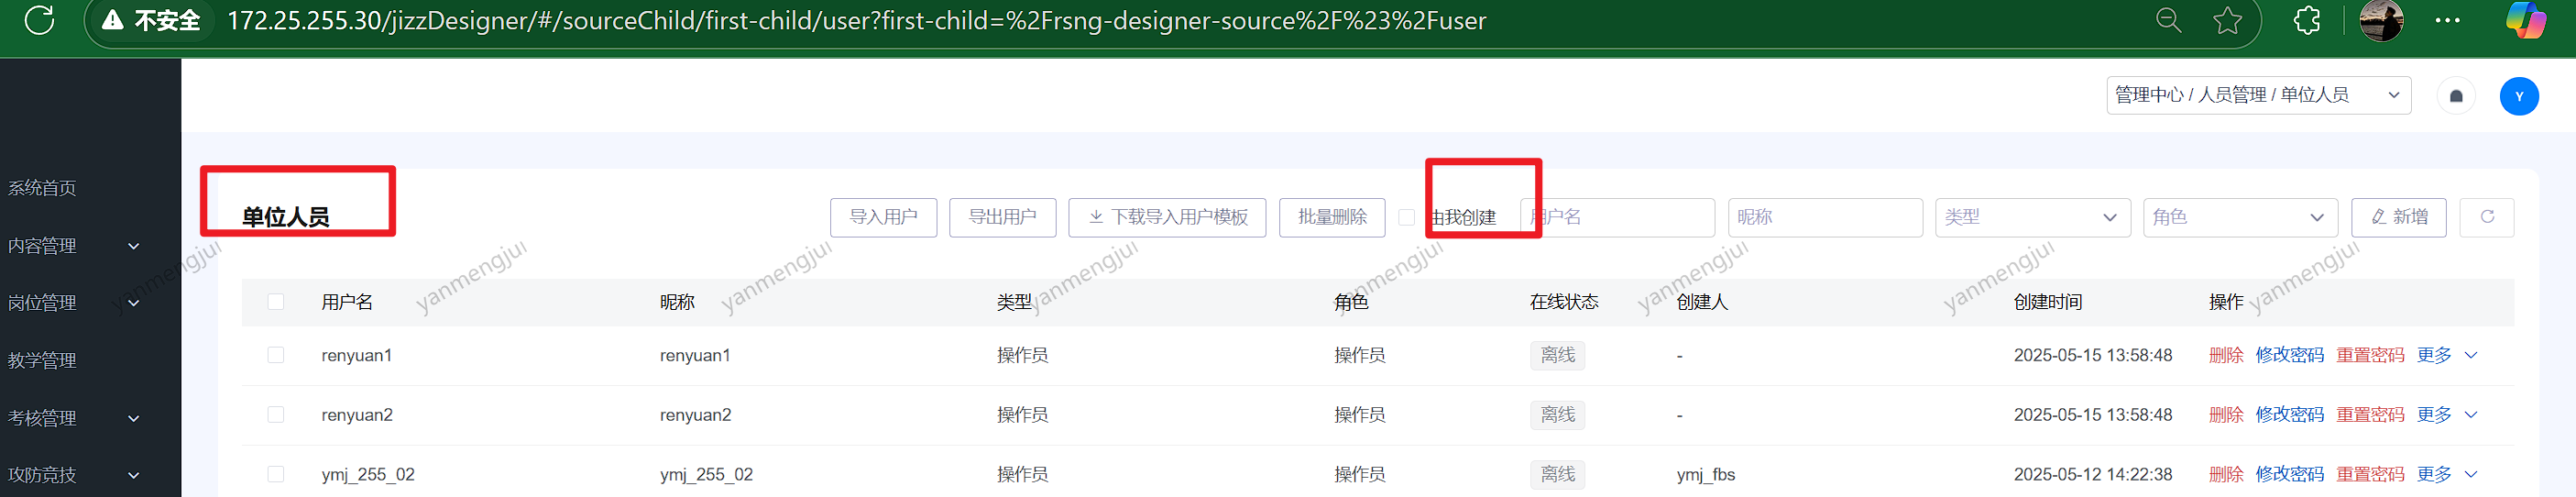 不安全 172.25.255.30/jizzDesigner/#/sourceChild/first-child/user?first-child=%2Frsng-designer-source%2F%23%2Fuser
管理中心 / 人员管理 / 单位人员
Y
系统首页
内容管理
岗位管理
教学管理
考核管理
攻防竞技
单位人员 导入用户 导出用户 下载导入用户模板 批量删除 由我创建 用户名 昵称 类型 角色 新增
yanmengjui yanmengjui yanmengjui yanmengjui yanmengjui yanmengjui yanmengjui yanmengjui
用户名 昵称 类型 角色 在线状态 创建人 创建时间 操作
renyuan1 renyuan1 操作员 操作员 离线 - 2025-05-15 13:58:48 删除 修改密码 重置密码 更多
renyuan2 renyuan2 操作员 操作员 离线 - 2025-05-15 13:58:48 删除 修改密码 重置密码 更多
ymj_255_02 ymj_255_02 操作员 操作员 离线 ymj_fbs 2025-05-12 14:22:38 删除 修改密码 重置密码 更多